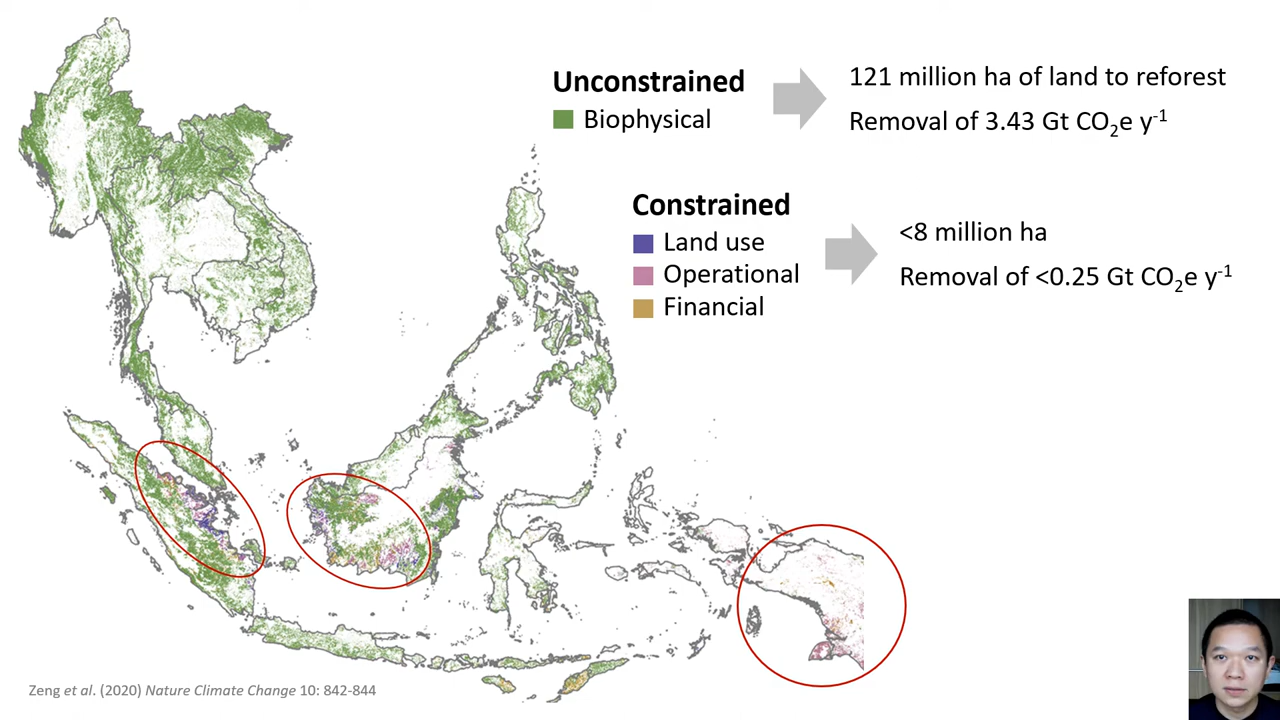 Unconstrained
Biophysical
121 million ha of land to reforest
Removal of 3.43 Gt CO₂e y⁻¹
Constrained
Land use
Operational
Financial
<8 million ha
Removal of <0.25 Gt CO₂e y⁻¹
Zeng et al. (2020) Nature Climate Change 10: 842-844